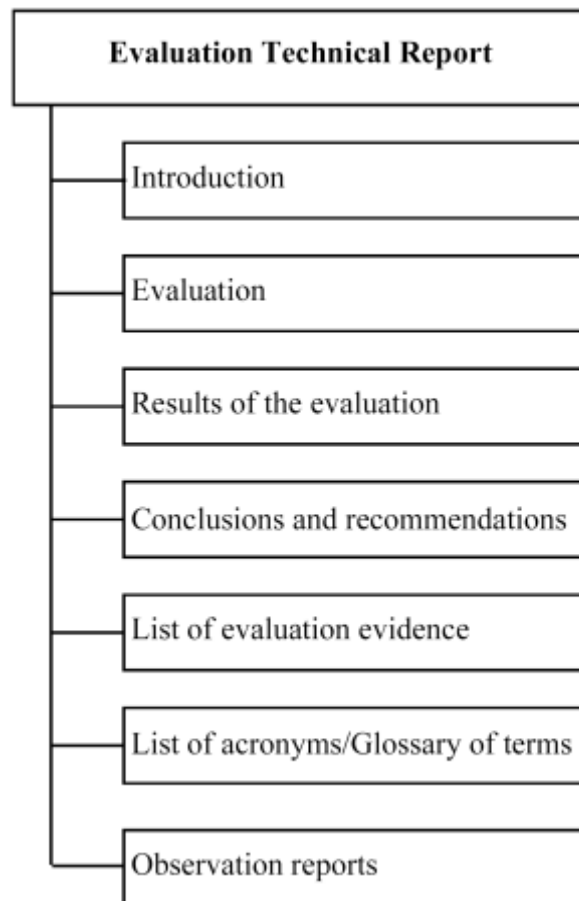 Evaluation Technical Report
Introduction
Evaluation
Results of the evaluation
Conclusions and recommendations
List of evaluation evidence
List of acronyms/Glossary of terms
Observation reports